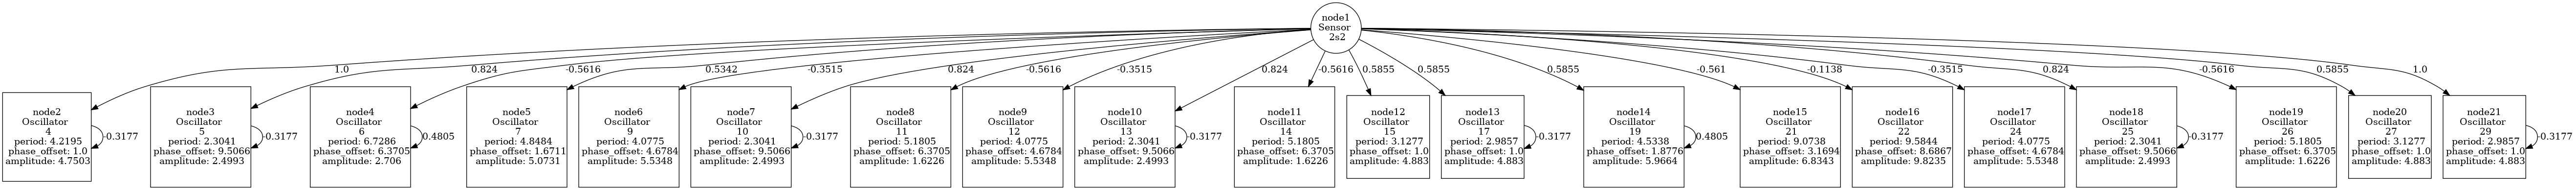 node1
Sensor
2s2
1.0
0.824
-0.5616
0.5342
-0.3515
0.824
-0.5616
-0.3515
0.824
-0.5616
0.5855
0.5855
0.5855
-0.561
-0.1138
-0.3515
0.824
-0.5616
0.5855
1.0
node2
Oscillator
4
period: 4.2195
phase_offset: 1.0
amplitude: 4.7503
-0.3177
node3
Oscillator
5
period: 2.3041
phase_offset: 9.5066
amplitude: 2.4993
-0.3177
node4
Oscillator
6
period: 6.7286
phase_offset: 6.3705
amplitude: 2.706
0.4805
node5
Oscillator
7
period: 4.8484
phase_offset: 1.6711
amplitude: 5.0731
node6
Oscillator
9
period: 4.0775
phase_offset: 4.6784
amplitude: 5.5348
node7
Oscillator
10
period: 2.3041
phase_offset: 9.5066
amplitude: 2.4993
-0.3177
node8
Oscillator
11
period: 5.1805
phase_offset: 6.3705
amplitude: 1.6226
node9
Oscillator
12
period: 4.0775
phase_offset: 4.6784
amplitude: 5.5348
node10
Oscillator
13
period: 2.3041
phase_offset: 9.5066
amplitude: 2.4993
-0.3177
node11
Oscillator
14
period: 5.1805
phase_offset: 6.3705
amplitude: 1.6226
node12
Oscillator
15
period: 3.1277
phase_offset: 1.0
amplitude: 4.883
node13
Oscillator
17
period: 2.9857
phase_offset: 1.0
amplitude: 4.883
-0.3177
node14
Oscillator
19
period: 4.5338
phase_offset: 1.8776
amplitude: 5.9664
0.4805
node15
Oscillator
21
period: 9.0738
phase_offset: 3.1694
amplitude: 6.8343
node16
Oscillator
22
period: 9.5844
phase_offset: 8.6867
amplitude: 9.8235
node17
Oscillator
24
period: 4.0775
phase_offset: 4.6784
amplitude: 5.5348
node18
Oscillator
25
period: 2.3041
phase_offset: 9.5066
amplitude: 2.4993
-0.3177
node19
Oscillator
26
period: 5.1805
phase_offset: 6.3705
amplitude: 1.6226
node20
Oscillator
27
period: 3.1277
phase_offset: 1.0
amplitude: 4.883
node21
Oscillator
29
period: 2.9857
phase_offset: 1.0
amplitude: 4.883
-0.3177